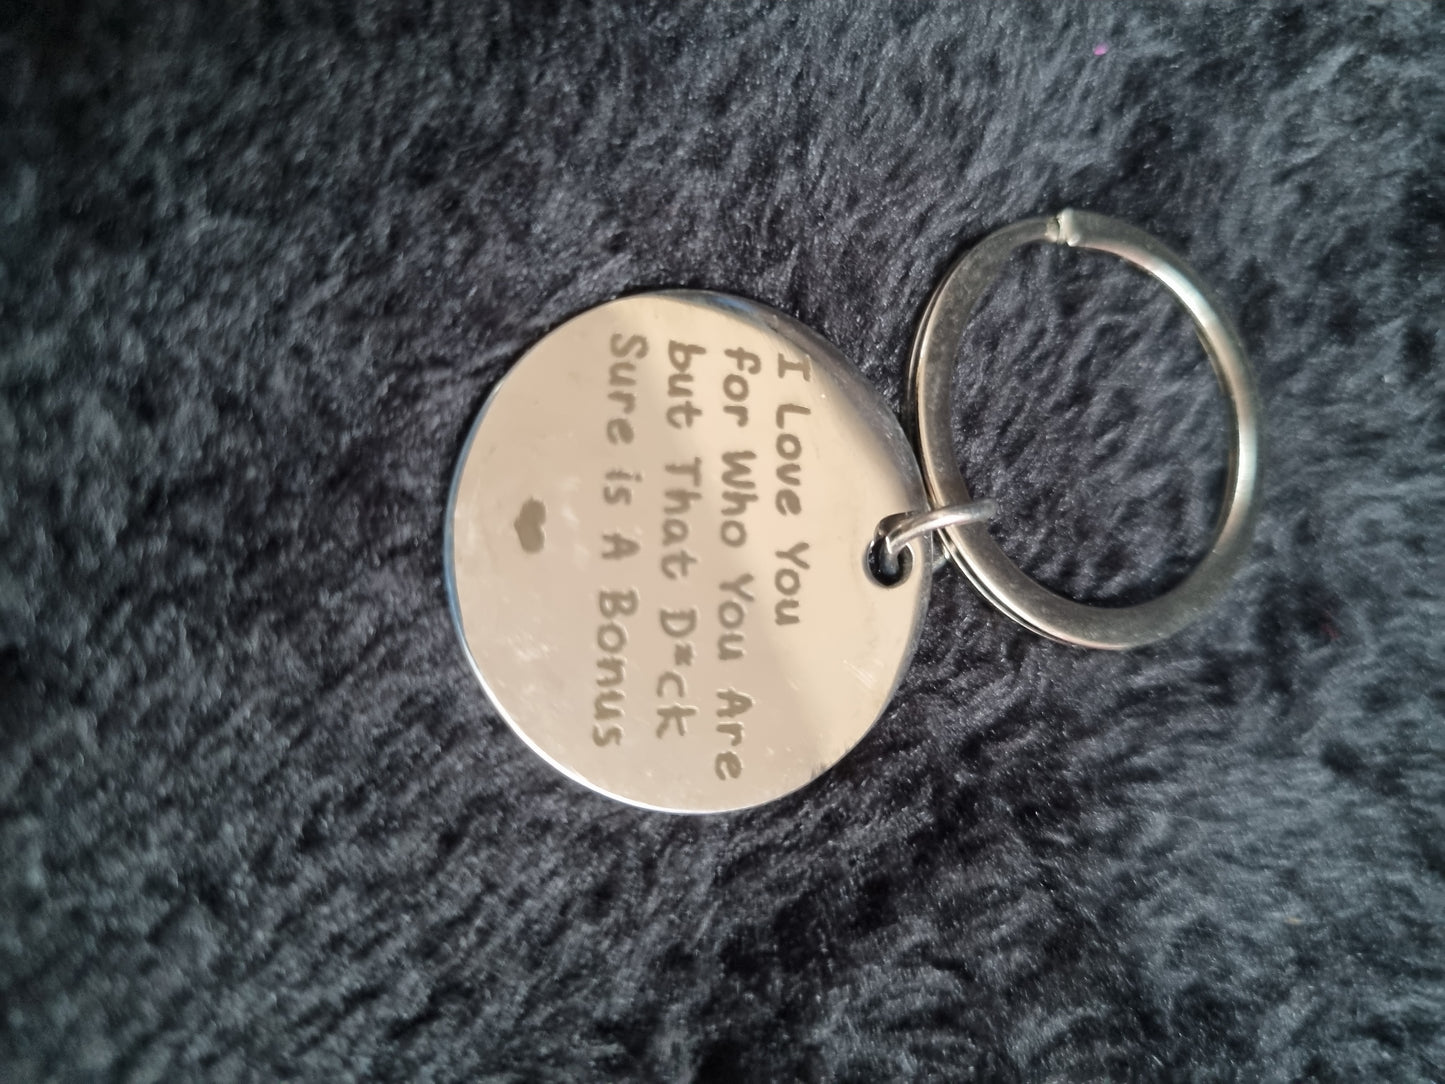 I Love You
for Who You Are
but That D*ck
Sure is A Bonus